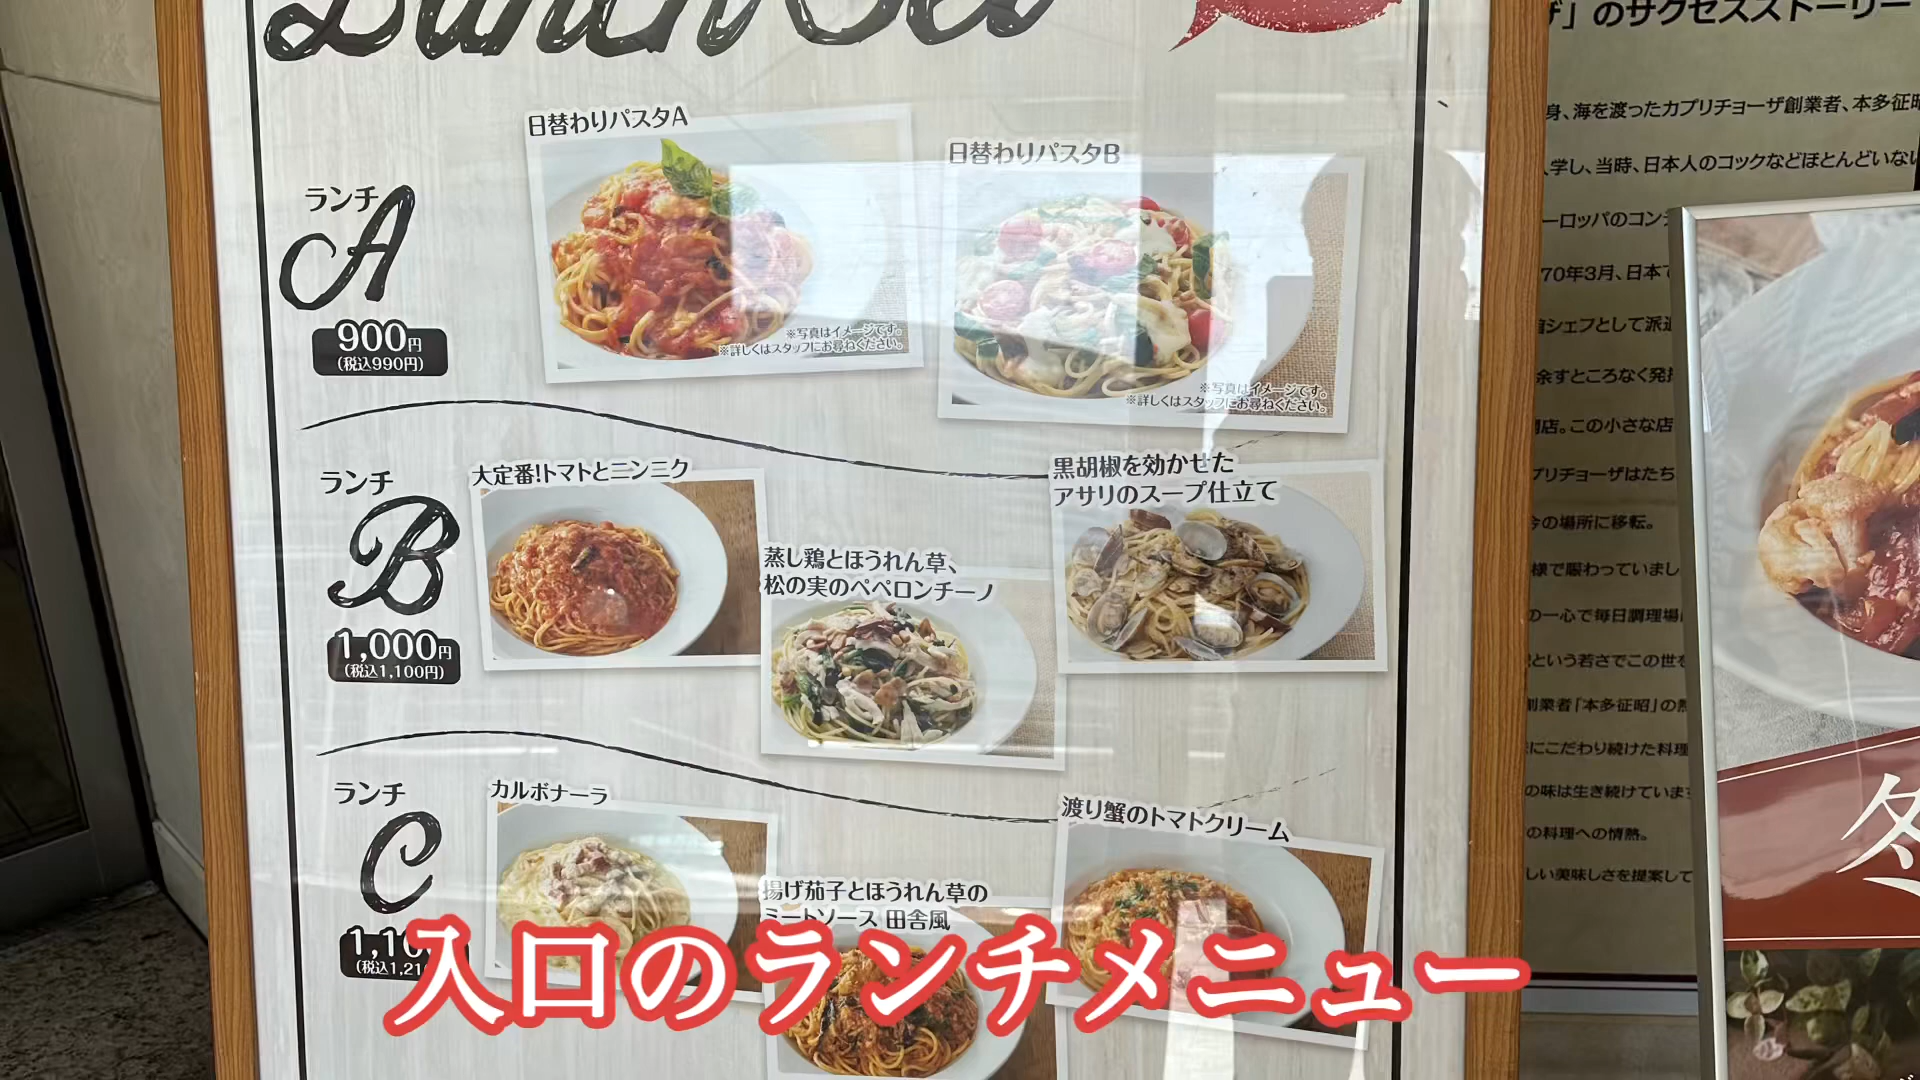 Lunch Set
日替わりパスタA
日替わりパスタB
ランチ
A
900円
(税込990円)
※写真はイメージです。
※詳しくはスタッフにお尋ねください。
※写真はイメージです。
※詳しくはスタッフにお尋ねください。
ランチ
B
1,000円
(税込1,100円)
大定番!トマトとニンニク
蒸し鶏とほうれん草、
松の実のペペロンチーノ
黒胡椒を効かせた
アサリのスープ仕立て
ランチ
C
1,10
(税込1,21
カルボナーラ
揚げ茄子とほうれん草の
ミートソース 田舎風
渡り蟹のトマトクリーム
入口のランチメニュー
ザ」のサクセスストーリー
身、海を渡ったカプリチョーザ創業者、本多征昭
学し、当時、日本人のコックなどほとんどいない
ーロッパのコン
70年3月、日本
シェフとして派
余すところなく発
店。この小さな店
プリチョーザはたち
今の場所に移転。
様で賑わっていまし
の一心で毎日調理場
という若さでこの世を
創業者「本多征昭」の
にこだわり続けた料理
の味は生き続けていま
の料理への情熱。
しい美味しさを提案して
冬